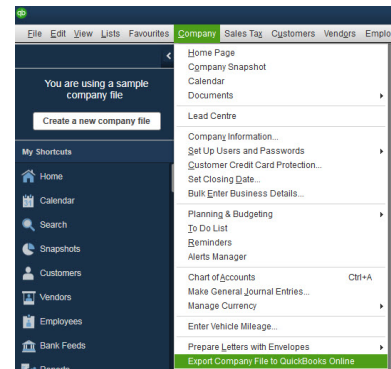 qb
File Edit View Lists Favourites Company Sales Tax Customers Vendors Emplo
You are using a sample
company file
Create a new company file
My Shortcuts
Home
Calendar
Search
Snapshots
Customers
Vendors
Employees
Bank Feeds
Reports
Home Page
Company Snapshot
Calendar
Documents
Lead Centre
Company Information...
Set Up Users and Passwords
Customer Credit Card Protection...
Set Closing Date...
Bulk Enter Business Details...
Planning & Budgeting
To Do List
Reminders
Alerts Manager
Chart of Accounts Ctrl+A
Make General Journal Entries...
Manage Currency
Enter Vehicle Mileage...
Prepare Letters with Envelopes
Export Company File to QuickBooks Online